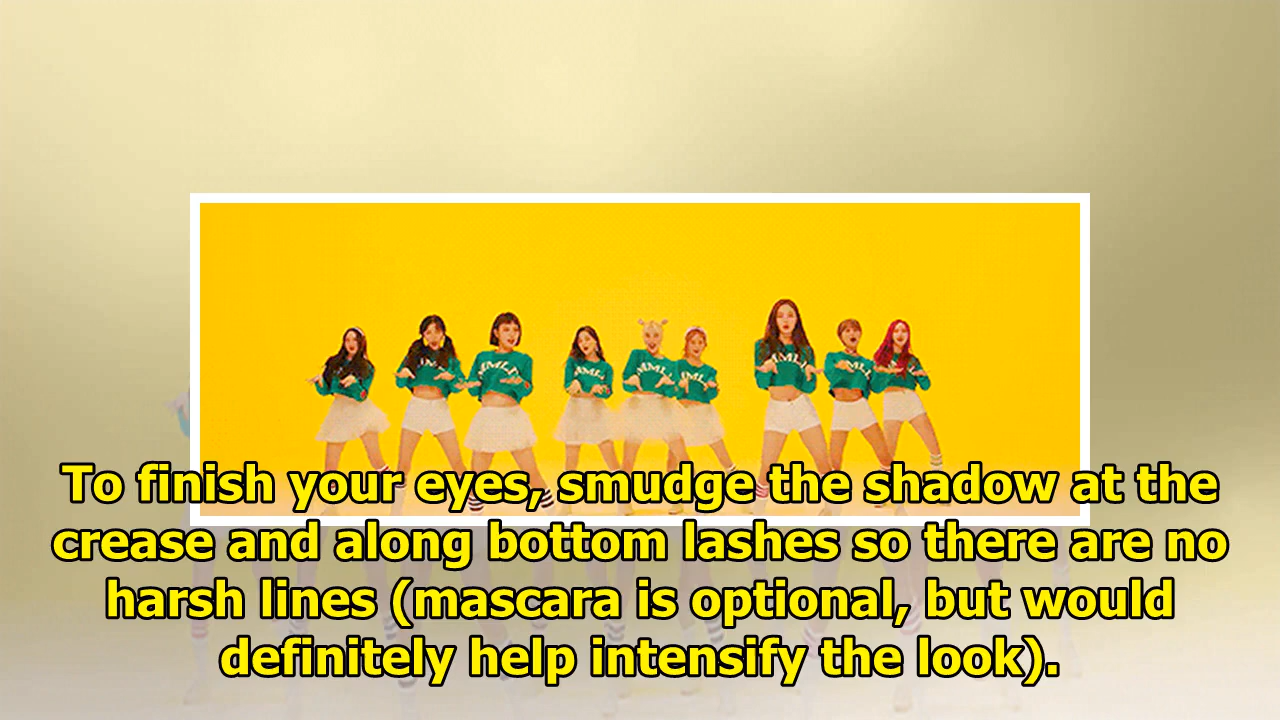 To finish your eyes, smudge the shadow at the
crease and along bottom lashes so there are no
harsh lines (mascara is optional, but would
definitely help intensify the look).